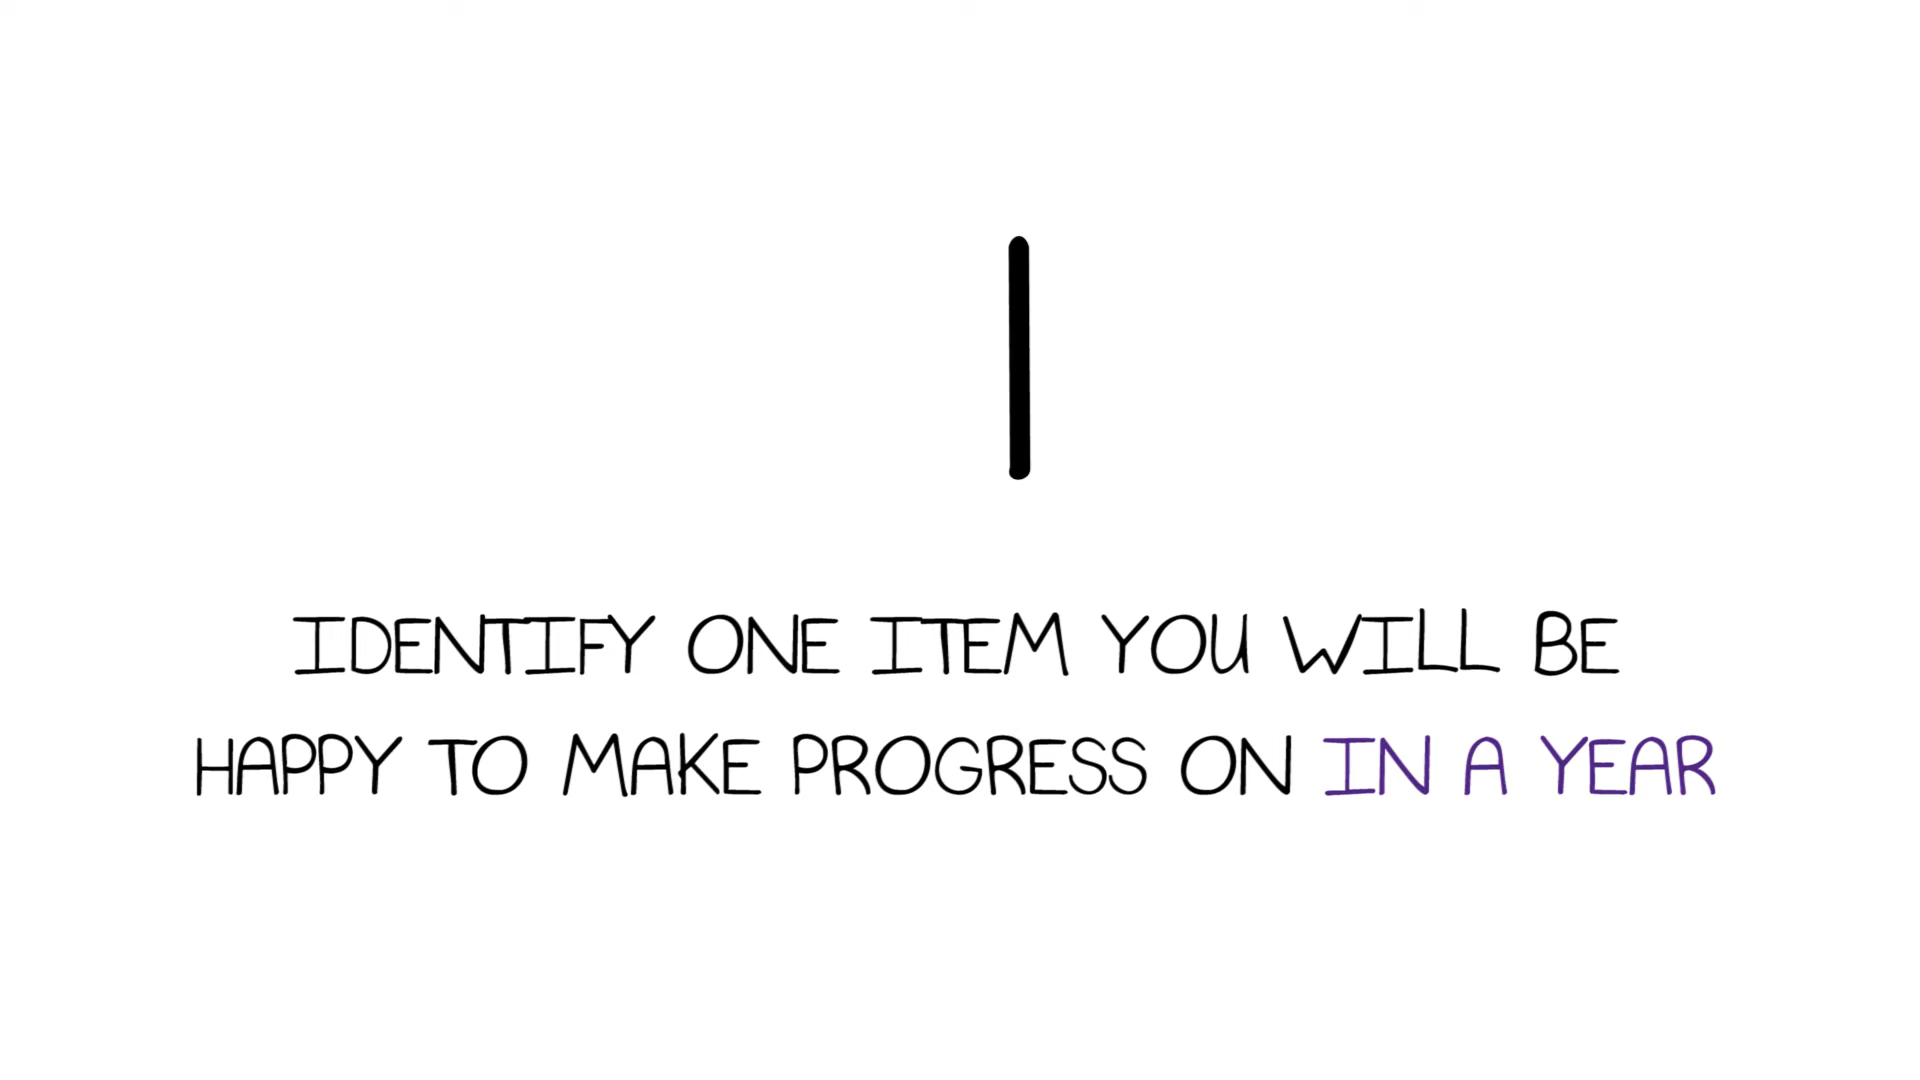 1
IDENTIFY ONE ITEM YOU WILL BE
HAPPY TO MAKE PROGRESS ON IN A YEAR